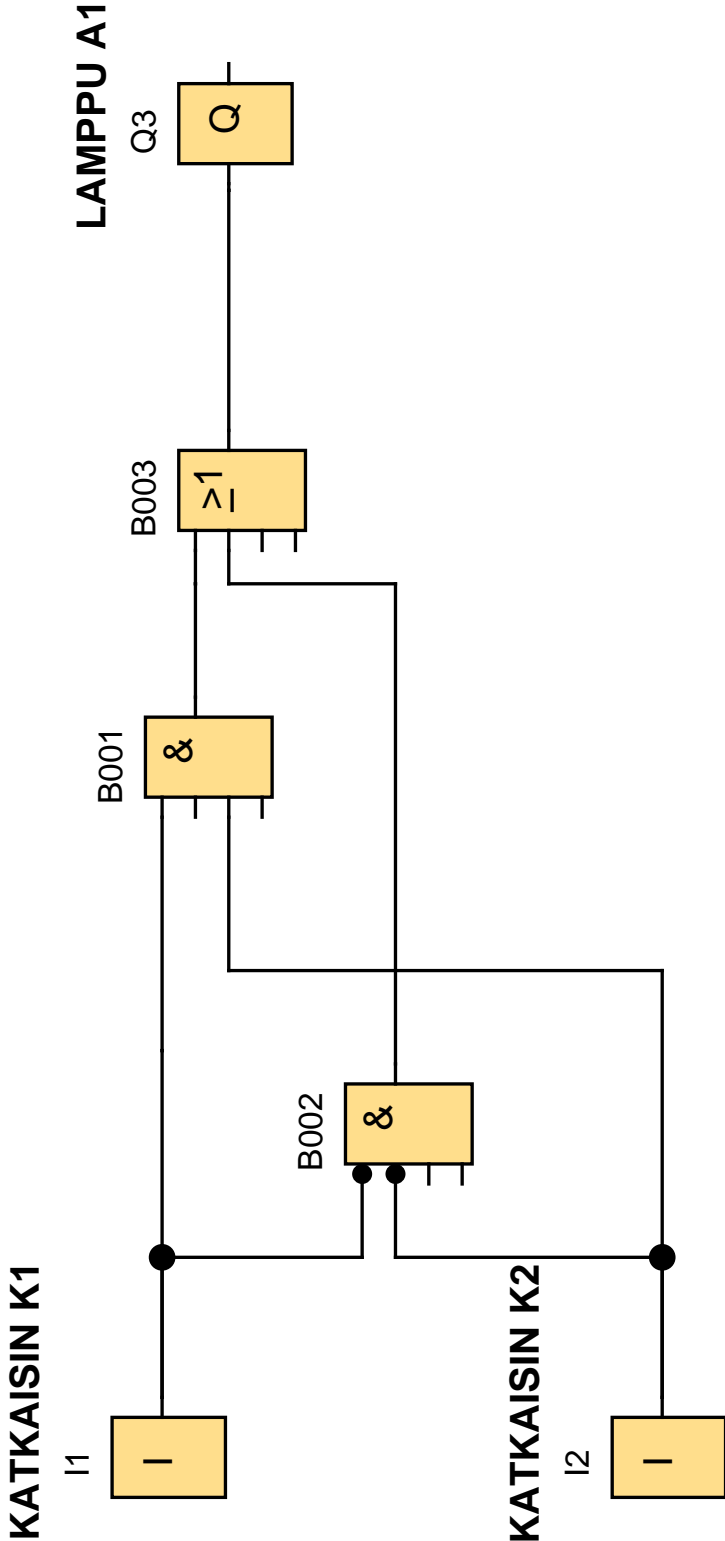 KATKAISIN K1
I1
I
B002
&
B001
&
B003
≥1
LAMPPU A1
Q3
Q
KATKAISIN K2
I2
I